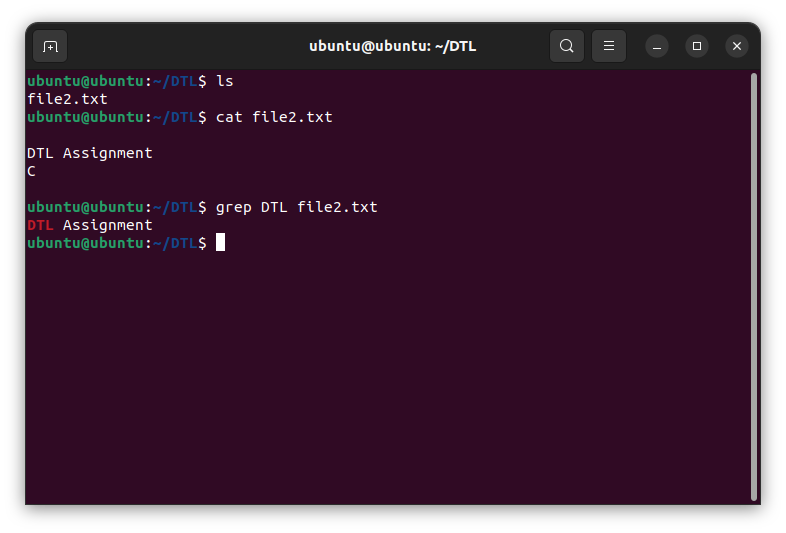 ubuntu@ubuntu: ~/DTL
ubuntu@ubuntu:~/DTL$ ls
file2.txt
ubuntu@ubuntu:~/DTL$ cat file2.txt
DTL Assignment
C
ubuntu@ubuntu:~/DTL$ grep DTL file2.txt
DTL Assignment
ubuntu@ubuntu:~/DTL$